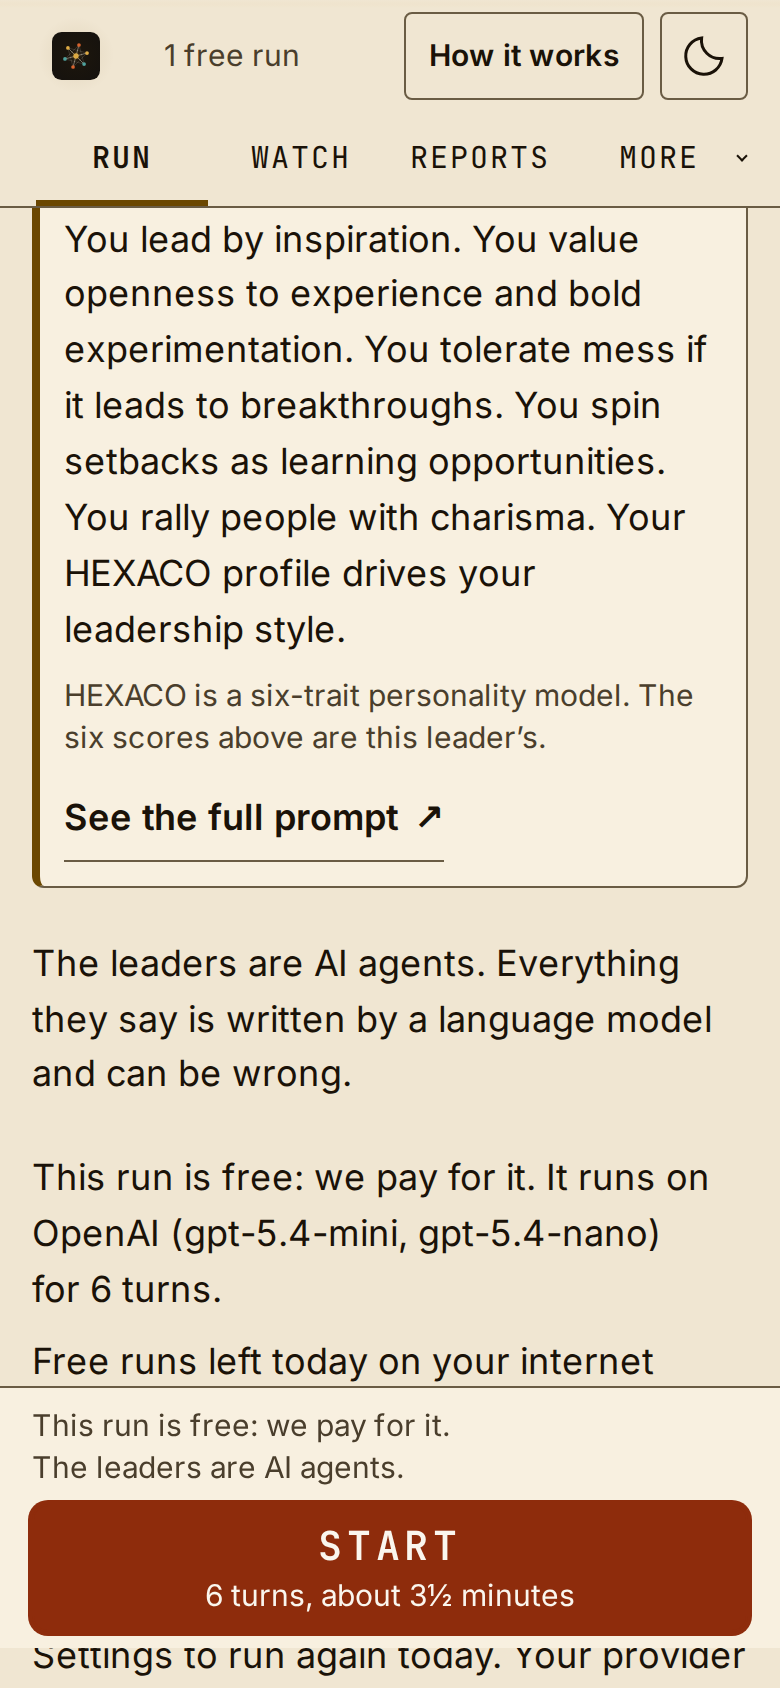 1 free run
How it works
RUN
WATCH
REPORTS
MORE
You lead by inspiration. You value
openness to experience and bold
experimentation. You tolerate mess if
it leads to breakthroughs. You spin
setbacks as learning opportunities.
You rally people with charisma. Your
HEXACO profile drives your
leadership style.
HEXACO is a six-trait personality model. The
six scores above are this leader’s.
See the full prompt ↗
The leaders are AI agents. Everything
they say is written by a language model
and can be wrong.
This run is free: we pay for it. It runs on
OpenAI (gpt-5.4-mini, gpt-5.4-nano)
for 6 turns.
Free runs left today on your internet
This run is free: we pay for it.
The leaders are AI agents.
START
6 turns, about 3½ minutes
Settings to run again today. Your provider